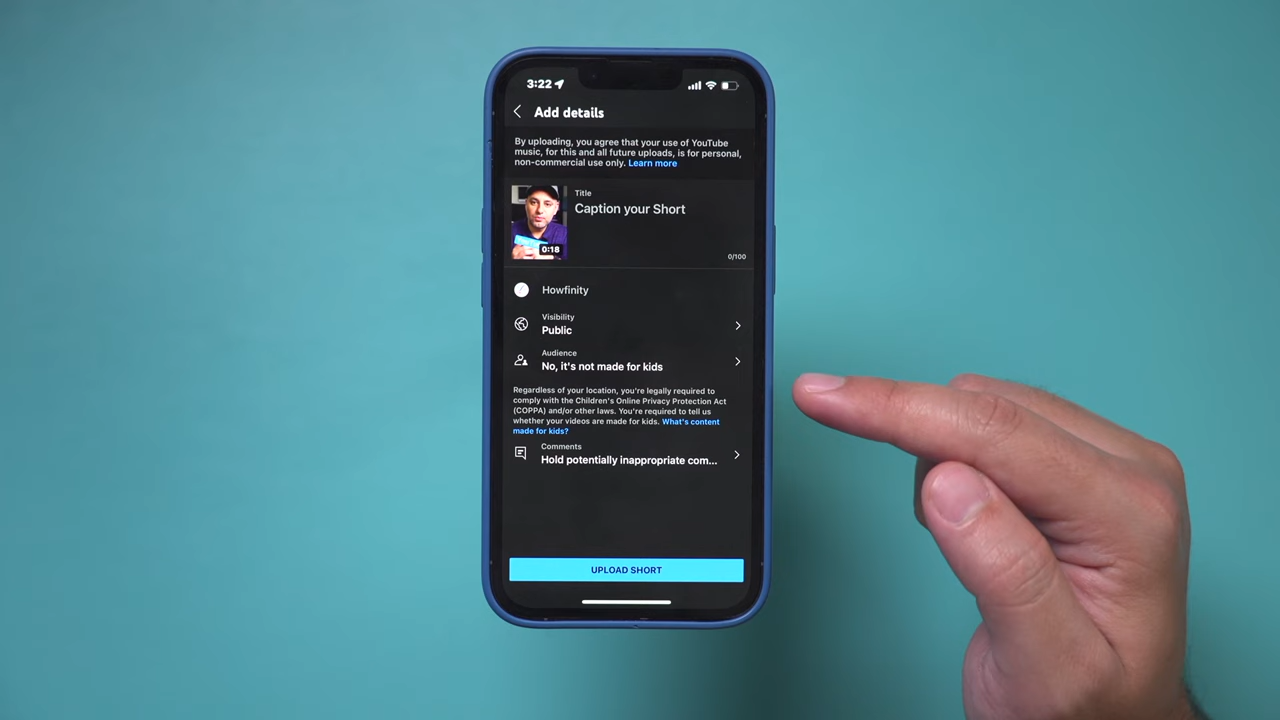 3:22
Add details
By uploading, you agree that your use of YouTube
music, for this and all future uploads, is for personal,
non-commercial use only. Learn more
Title
Caption your Short
0:18
0/100
Howfinity
Visibility
Public
Audience
No, it's not made for kids
Regardless of your location, you're legally required to
comply with the Children's Online Privacy Protection Act
(COPPA) and/or other laws. You're required to tell us
whether your videos are made for kids. What's content
made for kids?
Comments
Hold potentially inappropriate com...
UPLOAD SHORT